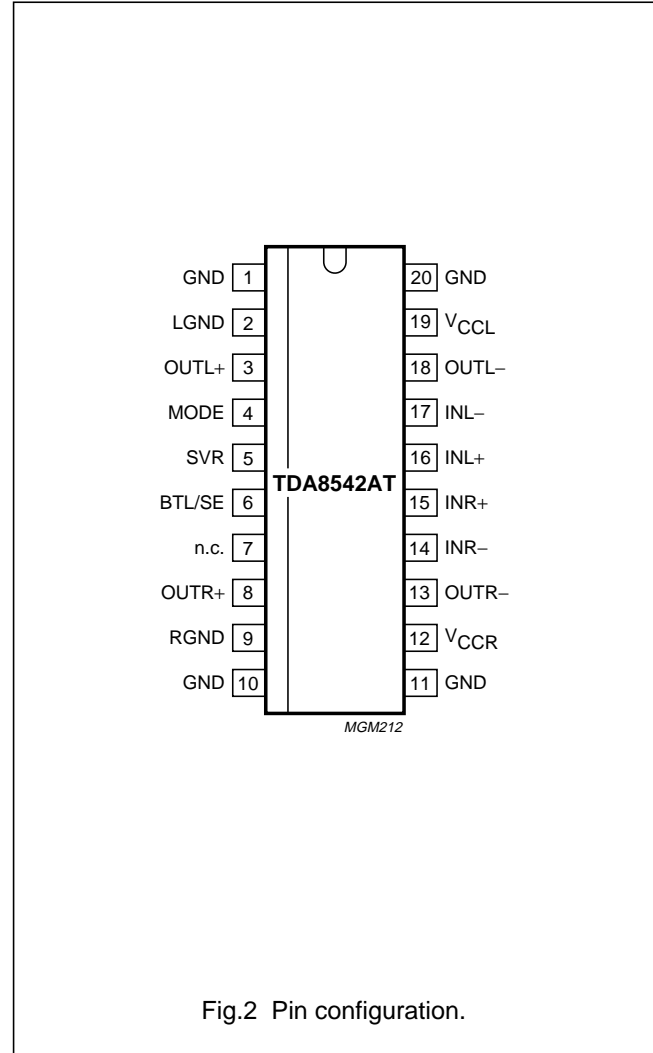 GND 1
20 GND
LGND 2
19 VCCL
OUTL+ 3
18 OUTL−
MODE 4
17 INL−
SVR 5
16 INL+
TDA8542AT
BTL/SE 6
15 INR+
n.c. 7
14 INR−
OUTR+ 8
13 OUTR−
RGND 9
12 VCCR
GND 10
11 GND
MGM212
Fig.2 Pin configuration.